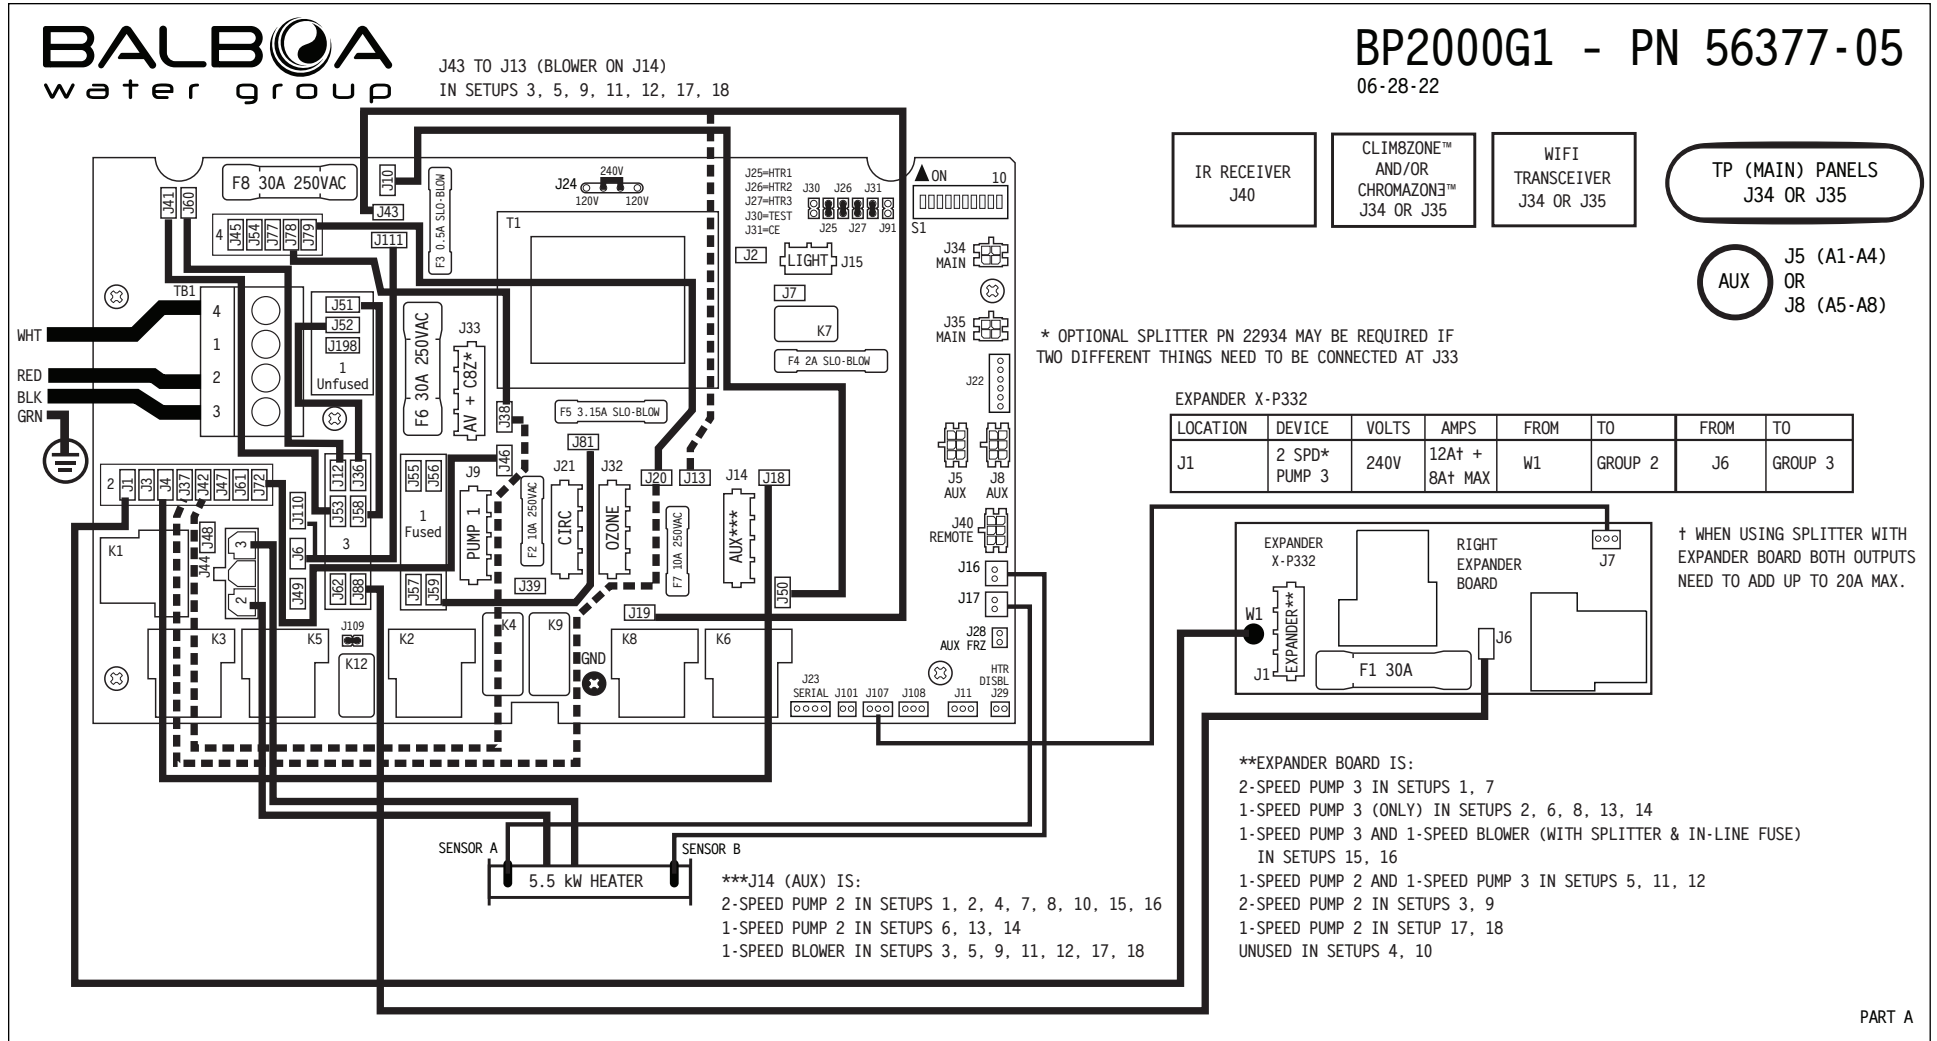 BALBOA
water group
J43 TO J13 (BLOWER ON J14)
IN SETUPS 3, 5, 9, 11, 12, 17, 18
BP2000G1 - PN 56377-05
06-28-22
IR RECEIVER
J40
CLIM8ZONE™
AND/OR
CHROMAZONƎ™
J34 OR J35
WIFI
TRANSCEIVER
J34 OR J35
TP (MAIN) PANELS
J34 OR J35
AUX
J5 (A1-A4)
OR
J8 (A5-A8)
J41
J60
F8 30A 250VAC
J10
J43
F3 0.5A SLO-BLOW
J24
240V
120V
120V
J25=HTR1
J26=HTR2
J27=HTR3
J30=TEST
J31=CE
J30 J26 J31
J25 J27 J91
ON
10
S1
4
J45
J54
J77
J78
J79
J111
T1
J2
LIGHT
J15
J34
MAIN
J7
K7
J35
MAIN
F4 2A SLO-BLOW
J22
TB1
4
1
2
3
WHT
RED
BLK
GRN
J51
J52
J198
1
Unfused
F6 30A 250VAC
J33
AV + C8Z*
J38
F5 3.15A SLO-BLOW
* OPTIONAL SPLITTER PN 22934 MAY BE REQUIRED IF
TWO DIFFERENT THINGS NEED TO BE CONNECTED AT J33
EXPANDER X-P332
LOCATION DEVICE VOLTS AMPS FROM TO FROM TO
J1 2 SPD* PUMP 3 240V 12A† + 8A† MAX W1 GROUP 2 J6 GROUP 3
2
J1
J3
J4
J37
J42
J47
J61
J72
J110
J12
J36
J53
J58
3
J62
J88
J55
J56
1
Fused
J57
J59
J46
J9
PUMP 1
F2 10A 250VAC
J81
J21
CIRC
J32
OZONE
J39
J20
J13
F7 10A 250VAC
J14
AUX***
J18
J50
J19
J5
AUX
J8
AUX
J40
REMOTE
J16
J17
J28
AUX FRZ
HTR
DISBL
J29
K1
J48
J44
3
2
J6
J49
K3
K5
J109
K12
K2
K4
K9
GND
K8
K6
J23
SERIAL
J101
J107
J108
J11
EXPANDER
X-P332
RIGHT
EXPANDER
BOARD
J7
W1
EXPANDER**
J1
J6
F1 30A
† WHEN USING SPLITTER WITH
EXPANDER BOARD BOTH OUTPUTS
NEED TO ADD UP TO 20A MAX.
SENSOR A
SENSOR B
5.5 kW HEATER
***J14 (AUX) IS:
2-SPEED PUMP 2 IN SETUPS 1, 2, 4, 7, 8, 10, 15, 16
1-SPEED PUMP 2 IN SETUPS 6, 13, 14
1-SPEED BLOWER IN SETUPS 3, 5, 9, 11, 12, 17, 18
**EXPANDER BOARD IS:
2-SPEED PUMP 3 IN SETUPS 1, 7
1-SPEED PUMP 3 (ONLY) IN SETUPS 2, 6, 8, 13, 14
1-SPEED PUMP 3 AND 1-SPEED BLOWER (WITH SPLITTER & IN-LINE FUSE)
IN SETUPS 15, 16
1-SPEED PUMP 2 AND 1-SPEED PUMP 3 IN SETUPS 5, 11, 12
2-SPEED PUMP 2 IN SETUPS 3, 9
1-SPEED PUMP 2 IN SETUP 17, 18
UNUSED IN SETUPS 4, 10
PART A